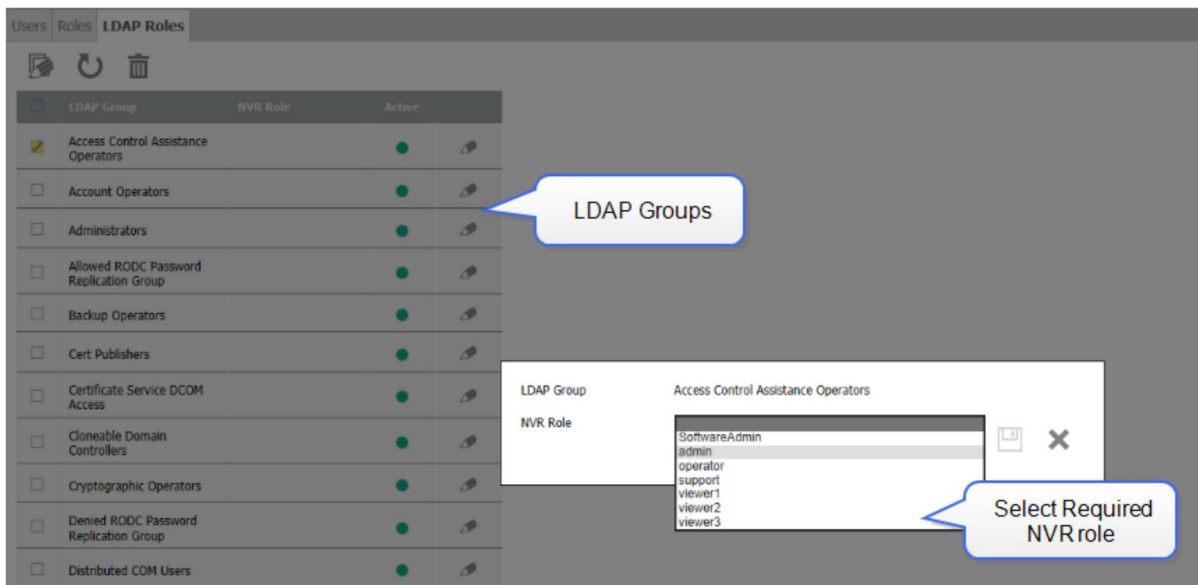 Users Roles LDAP Roles
LDAP Group NVR Role Active
Access Control Assistance
Operators
Account Operators
Administrators
Allowed RODC Password
Replication Group
Backup Operators
Cert Publishers
Certificate Service DCOM
Access
Cloneable Domain
Controllers
Cryptographic Operators
Denied RODC Password
Replication Group
Distributed COM Users
LDAP Groups
LDAP Group Access Control Assistance Operators
NVR Role
SoftwareAdmin
admin
operator
support
viewer1
viewer2
viewer3
Select Required
NVR role